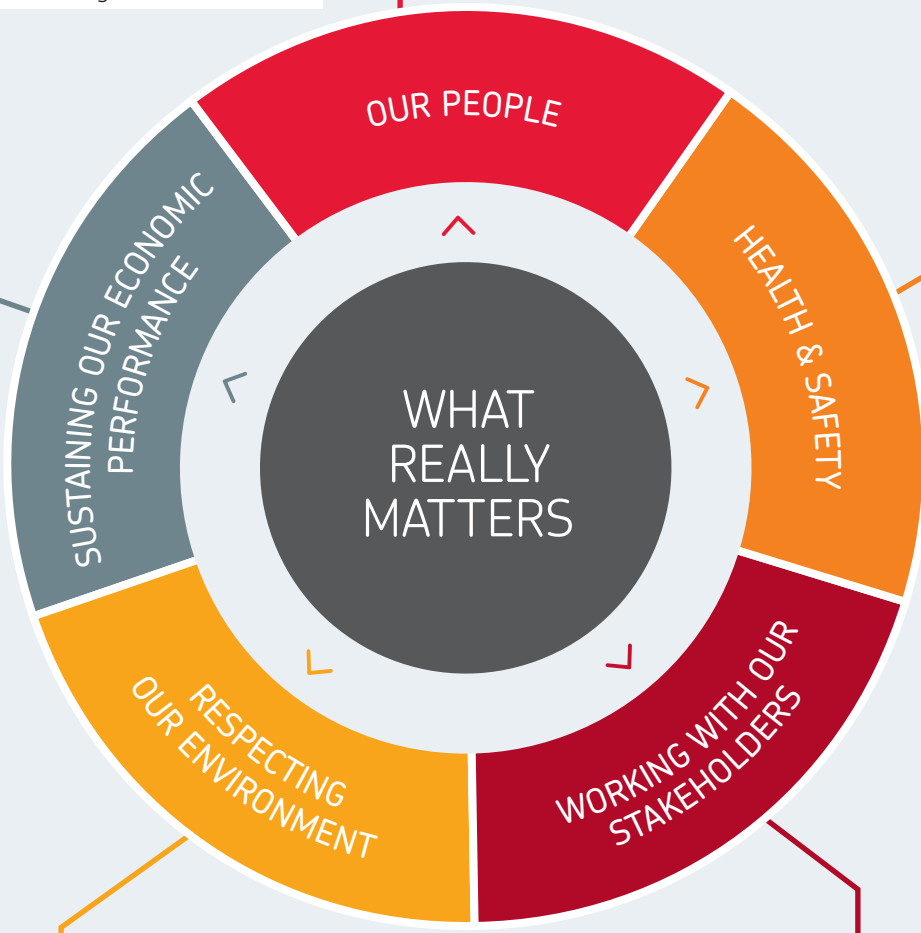 OUR PEOPLE
HEALTH & SAFETY
WORKING WITH OUR
STAKEHOLDERS
RESPECTING
OUR ENVIRONMENT
SUSTAINING OUR ECONOMIC
PERFORMANCE
WHAT
REALLY
MATTERS